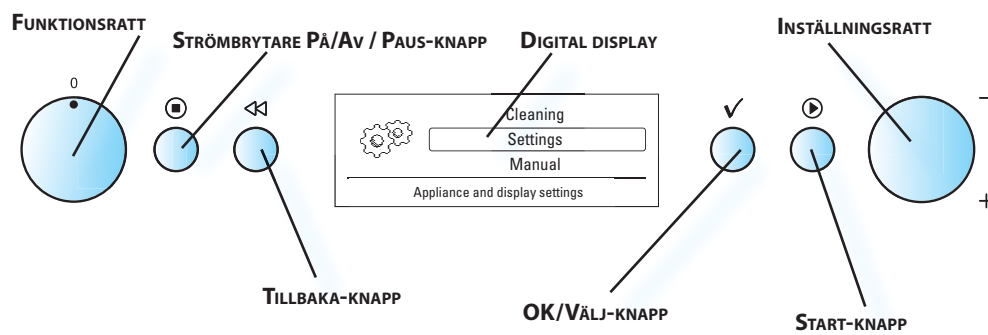 FUNKTIONSRATT
STRÖMBRYTARE PÅ/AV / PAUS-KNAPP
DIGITAL DISPLAY
INSTÄLLNINGSRATT
0
Cleaning
Settings
Manual
Appliance and display settings
–
+
TILLBAKA-KNAPP
OK/VÄLJ-KNAPP
START-KNAPP